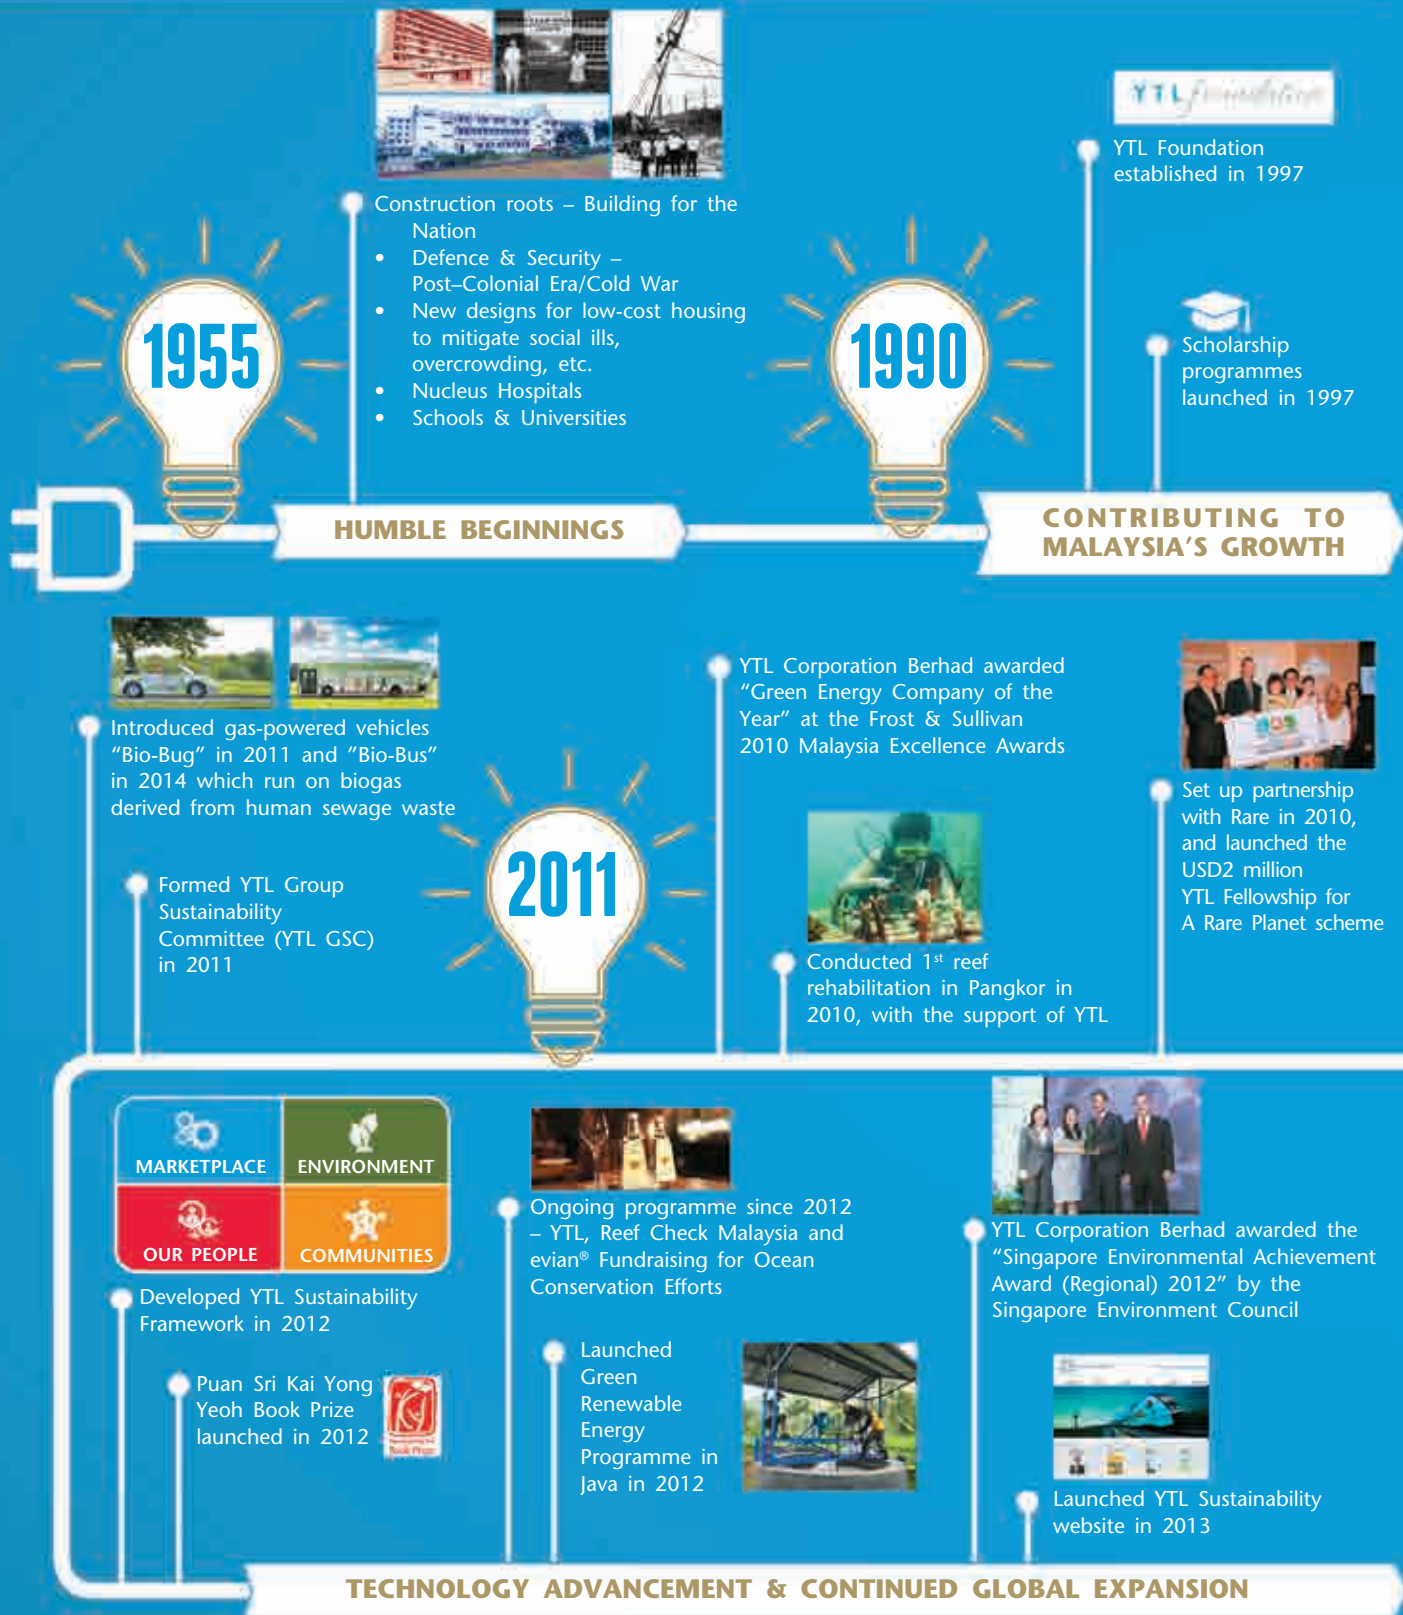 YTL foundation
YTL Foundation
established in 1997
Construction roots – Building for the
Nation
• Defence & Security –
Post–Colonial Era/Cold War
• New designs for low-cost housing
to mitigate social ills,
overcrowding, etc.
• Nucleus Hospitals
• Schools & Universities
1955
1990
Scholarship
programmes
launched in 1997
HUMBLE BEGINNINGS
CONTRIBUTING TO
MALAYSIA’S GROWTH
Introduced gas-powered vehicles
“Bio-Bug” in 2011 and ”Bio-Bus”
in 2014 which run on biogas
derived from human sewage waste
Formed YTL Group
Sustainability
Committee (YTL GSC)
in 2011
2011
YTL Corporation Berhad awarded
“Green Energy Company of the
Year” at the Frost & Sullivan
2010 Malaysia Excellence Awards
Conducted 1st reef
rehabilitation in Pangkor in
2010, with the support of YTL
Set up partnership
with Rare in 2010,
and launched the
USD2 million
YTL Fellowship for
A Rare Planet scheme
MARKETPLACE
ENVIRONMENT
OUR PEOPLE
COMMUNITIES
Developed YTL Sustainability
Framework in 2012
Puan Sri Kai Yong
Yeoh Book Prize
launched in 2012
Book Prize
Ongoing programme since 2012
– YTL, Reef Check Malaysia and
evian® Fundraising for Ocean
Conservation Efforts
Launched
Green
Renewable
Energy
Programme in
Java in 2012
YTL Corporation Berhad awarded the
“Singapore Environmental Achievement
Award (Regional) 2012” by the
Singapore Environment Council
Launched YTL Sustainability
website in 2013
TECHNOLOGY ADVANCEMENT & CONTINUED GLOBAL EXPANSION